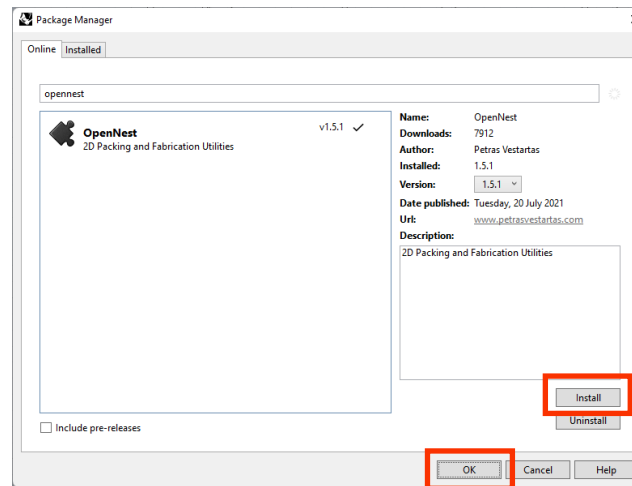 Package Manager
Online Installed
opennest
OpenNest v1.5.1
2D Packing and Fabrication Utilities
Name: OpenNest
Downloads: 7912
Author: Petras Vestartas
Installed: 1.5.1
Version: 1.5.1
Date published: Tuesday, 20 July 2021
Url: www.petrasvestartas.com
Description:
2D Packing and Fabrication Utilities
Install
Uninstall
Include pre-releases
OK Cancel Help